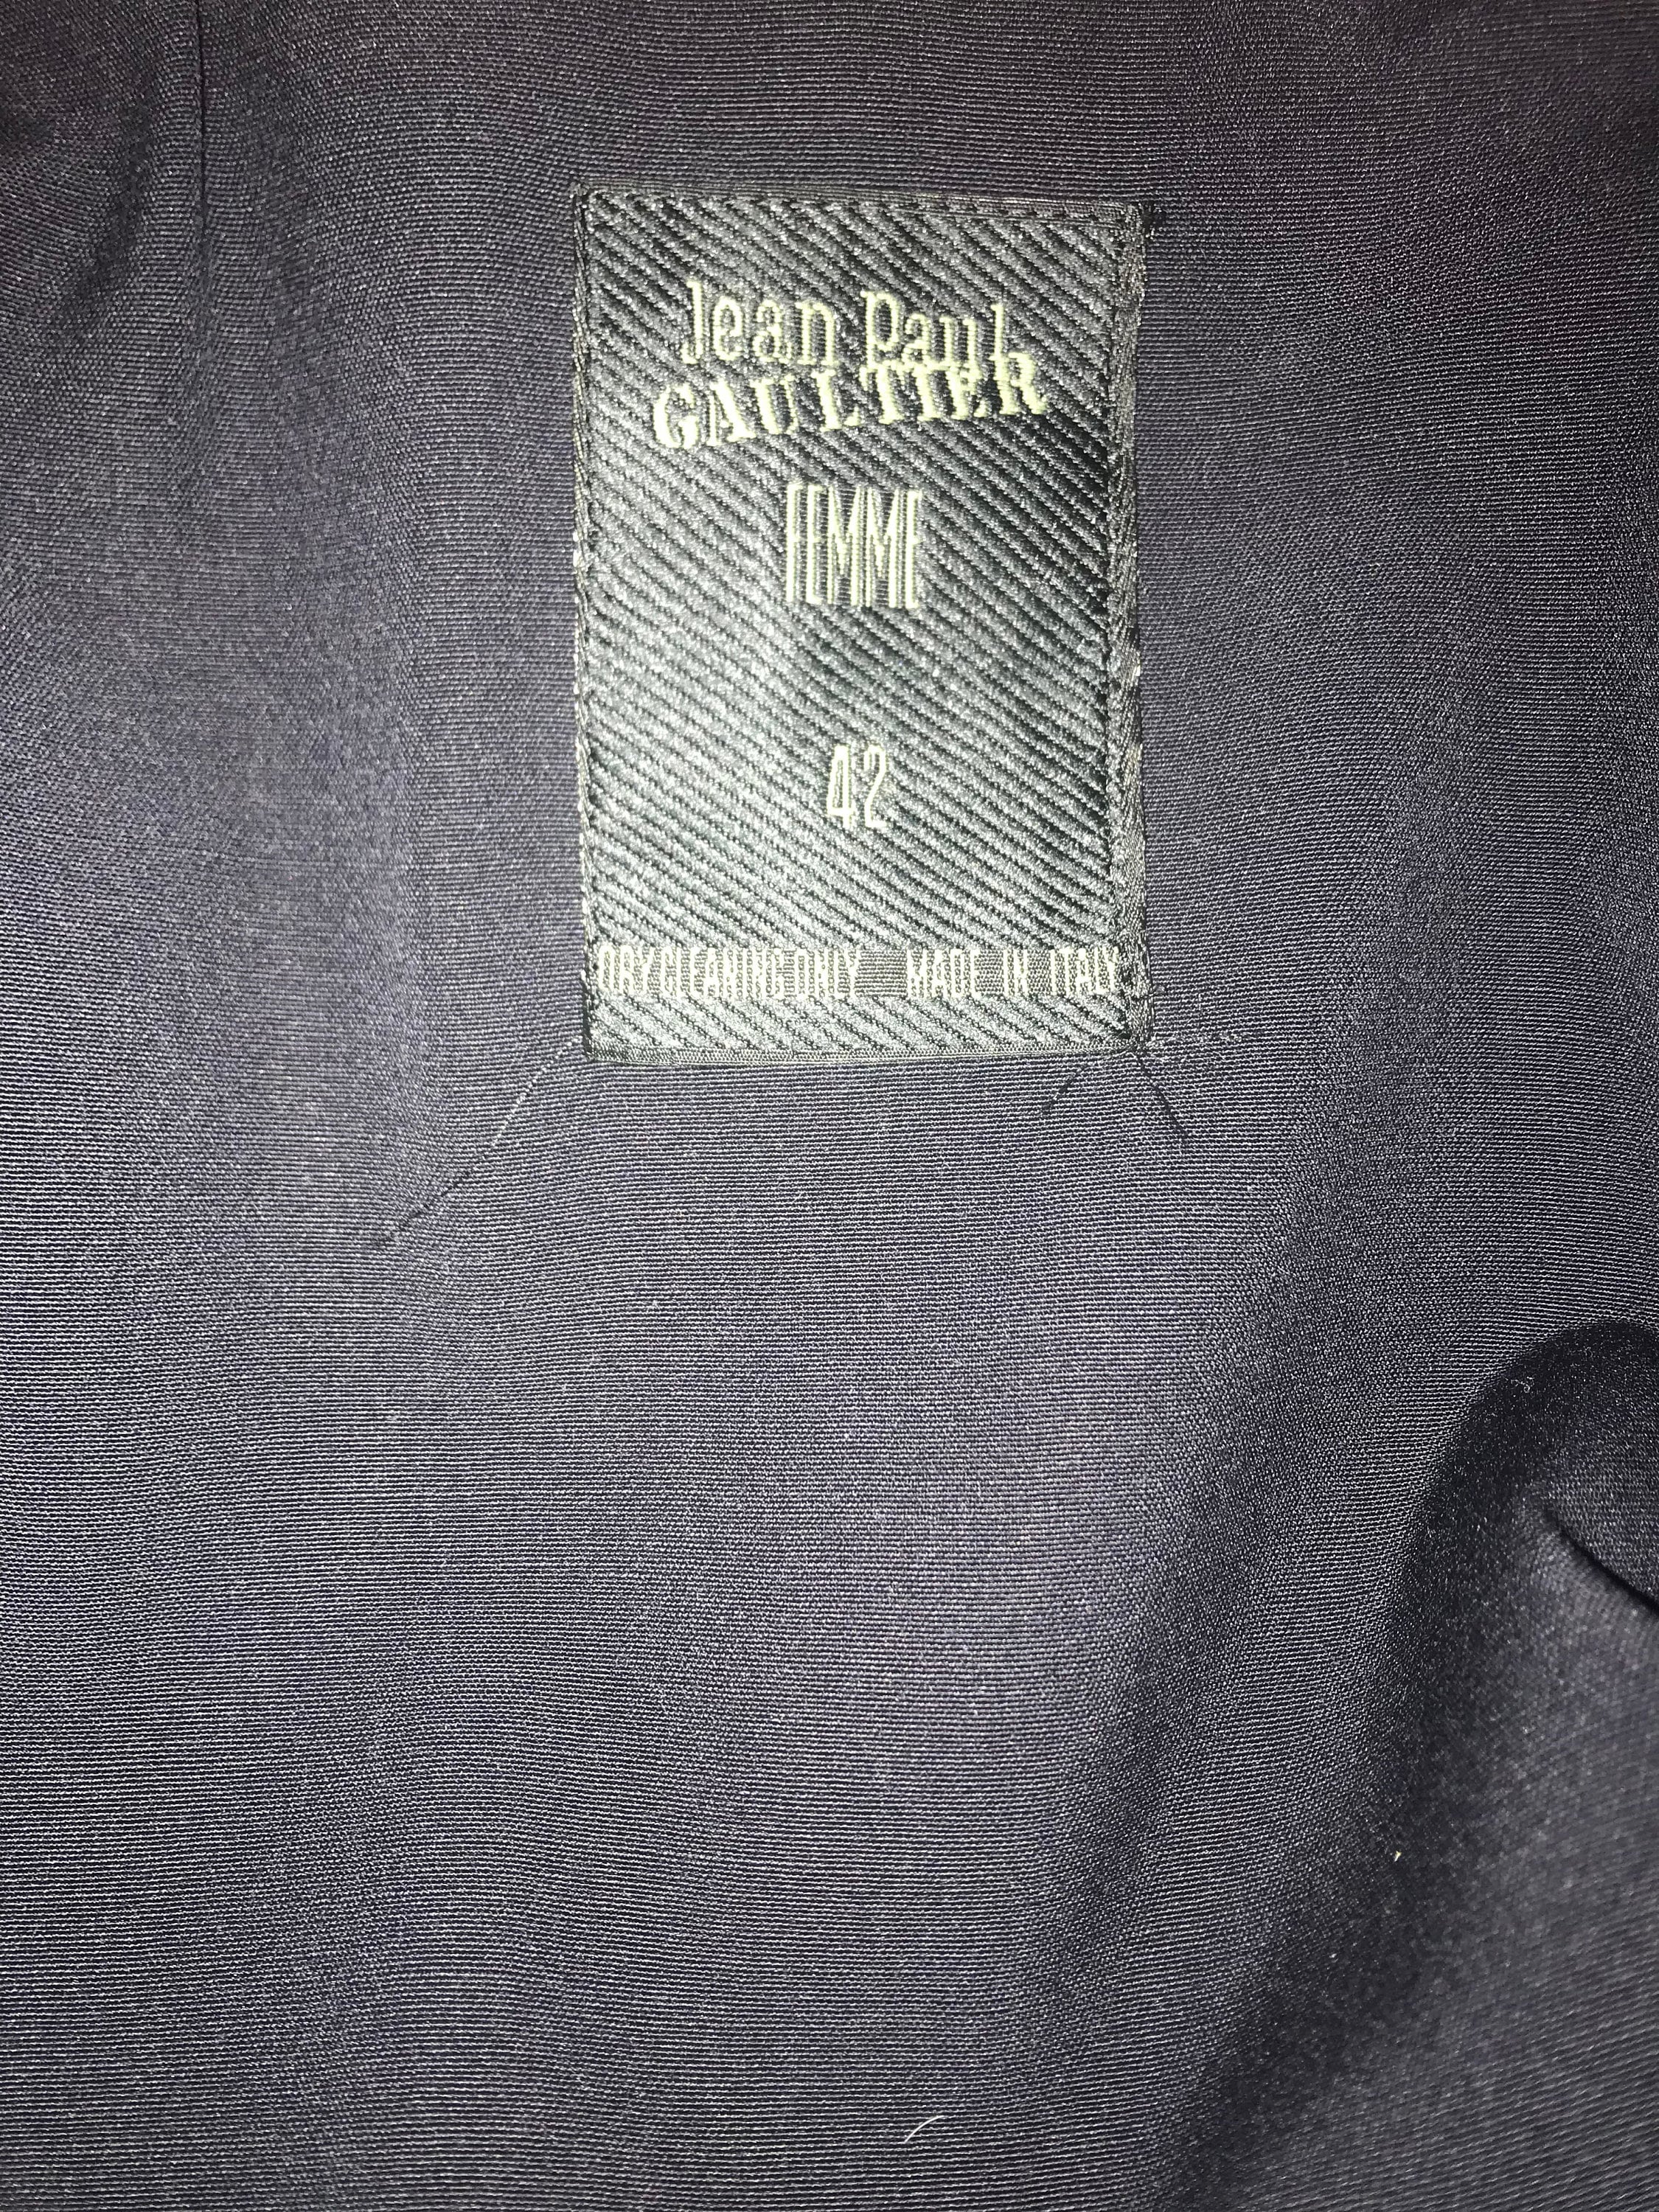 Jean Paul
GAULTIER
FEMME
42
DRYCLEANING ONLY MADE IN ITALY